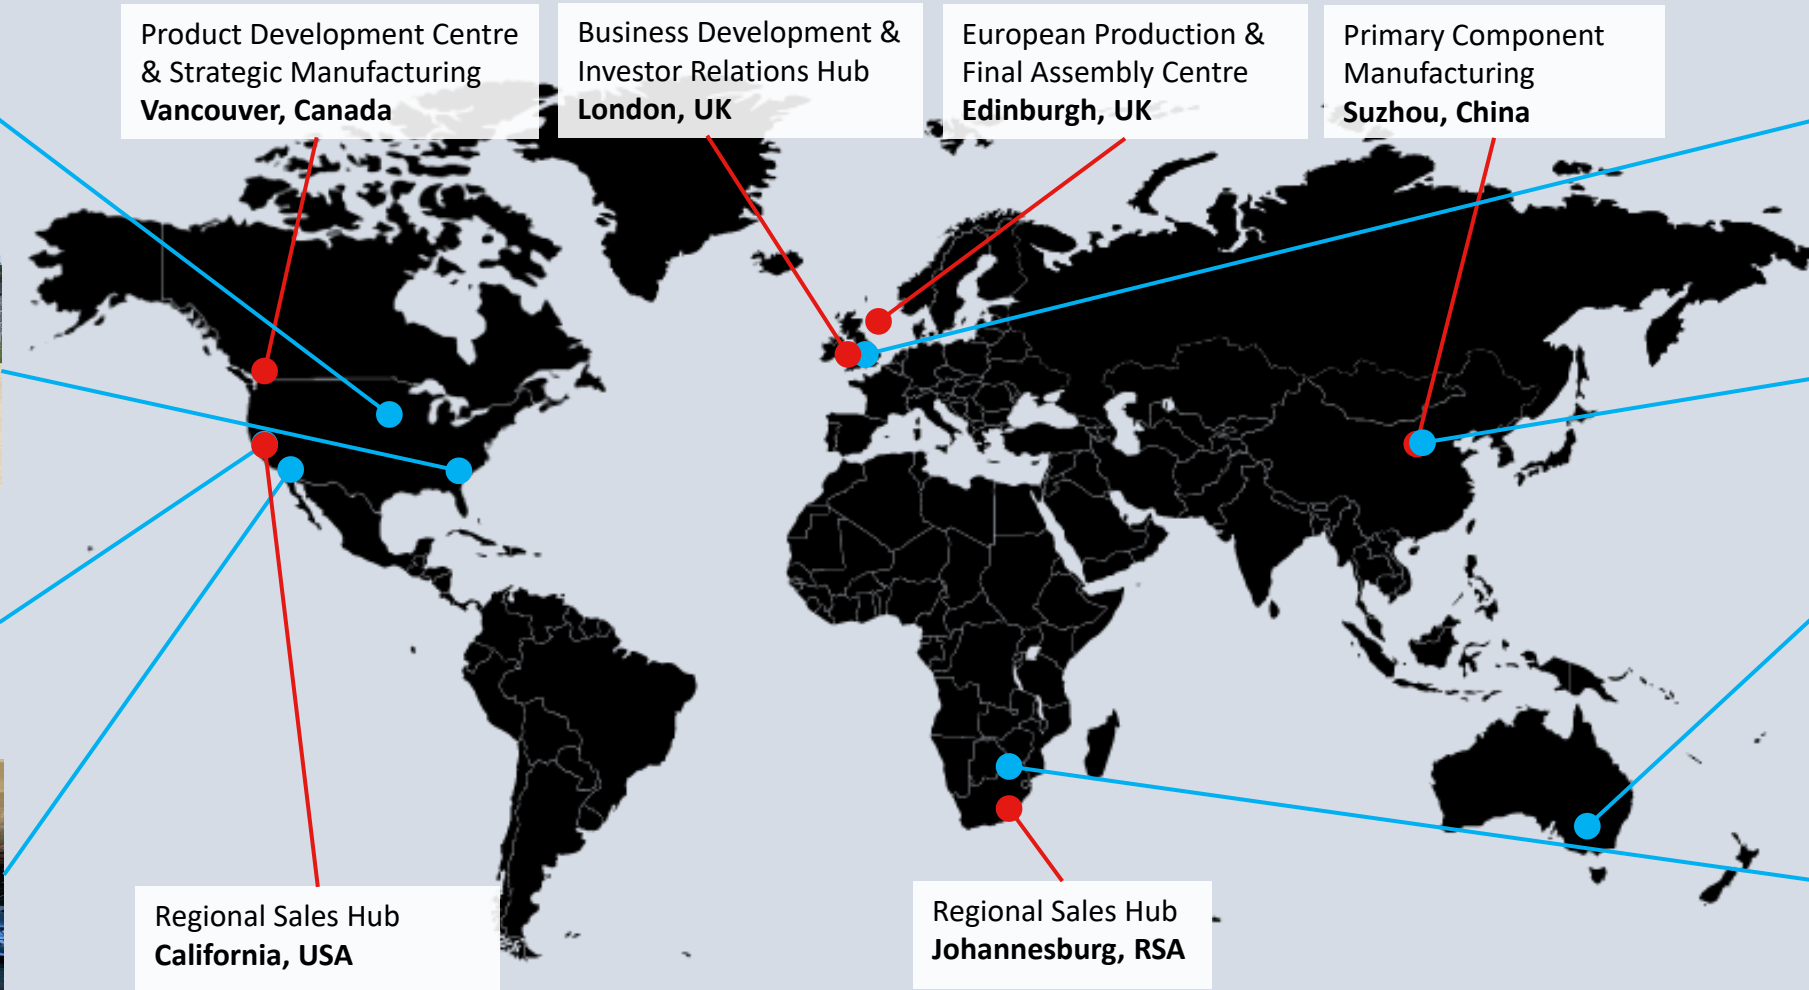 Product Development Centre
& Strategic Manufacturing
Vancouver, Canada
Business Development &
Investor Relations Hub
London, UK
European Production &
Final Assembly Centre
Edinburgh, UK
Primary Component
Manufacturing
Suzhou, China
Regional Sales Hub
California, USA
Regional Sales Hub
Johannesburg, RSA